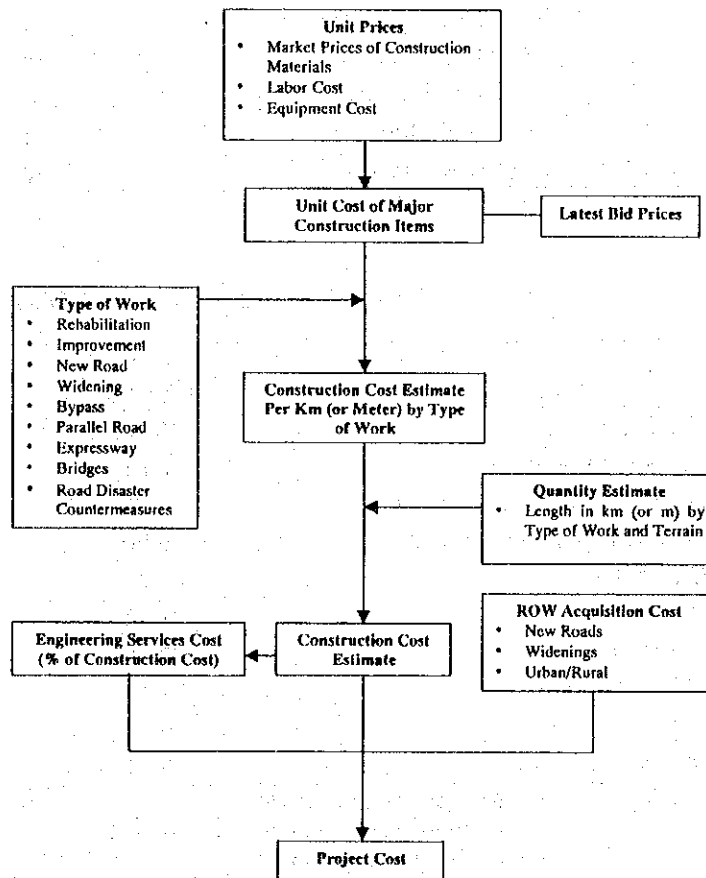 Unit Prices
• Market Prices of Construction
Materials
• Labor Cost
• Equipment Cost
Unit Cost of Major
Construction Items
Latest Bid Prices
Type of Work
• Rehabilitation
• Improvement
• New Road
• Widening
• Bypass
• Parallel Road
• Expressway
• Bridges
• Road Disaster
Countermeasures
Construction Cost Estimate
Per Km (or Meter) by Type
of Work
Quantity Estimate
• Length in km (or m) by
Type of Work and Terrain
ROW Acquisition Cost
• New Roads
• Widenings
• Urban/Rural
Engineering Services Cost
(% of Construction Cost)
Construction Cost
Estimate
Project Cost